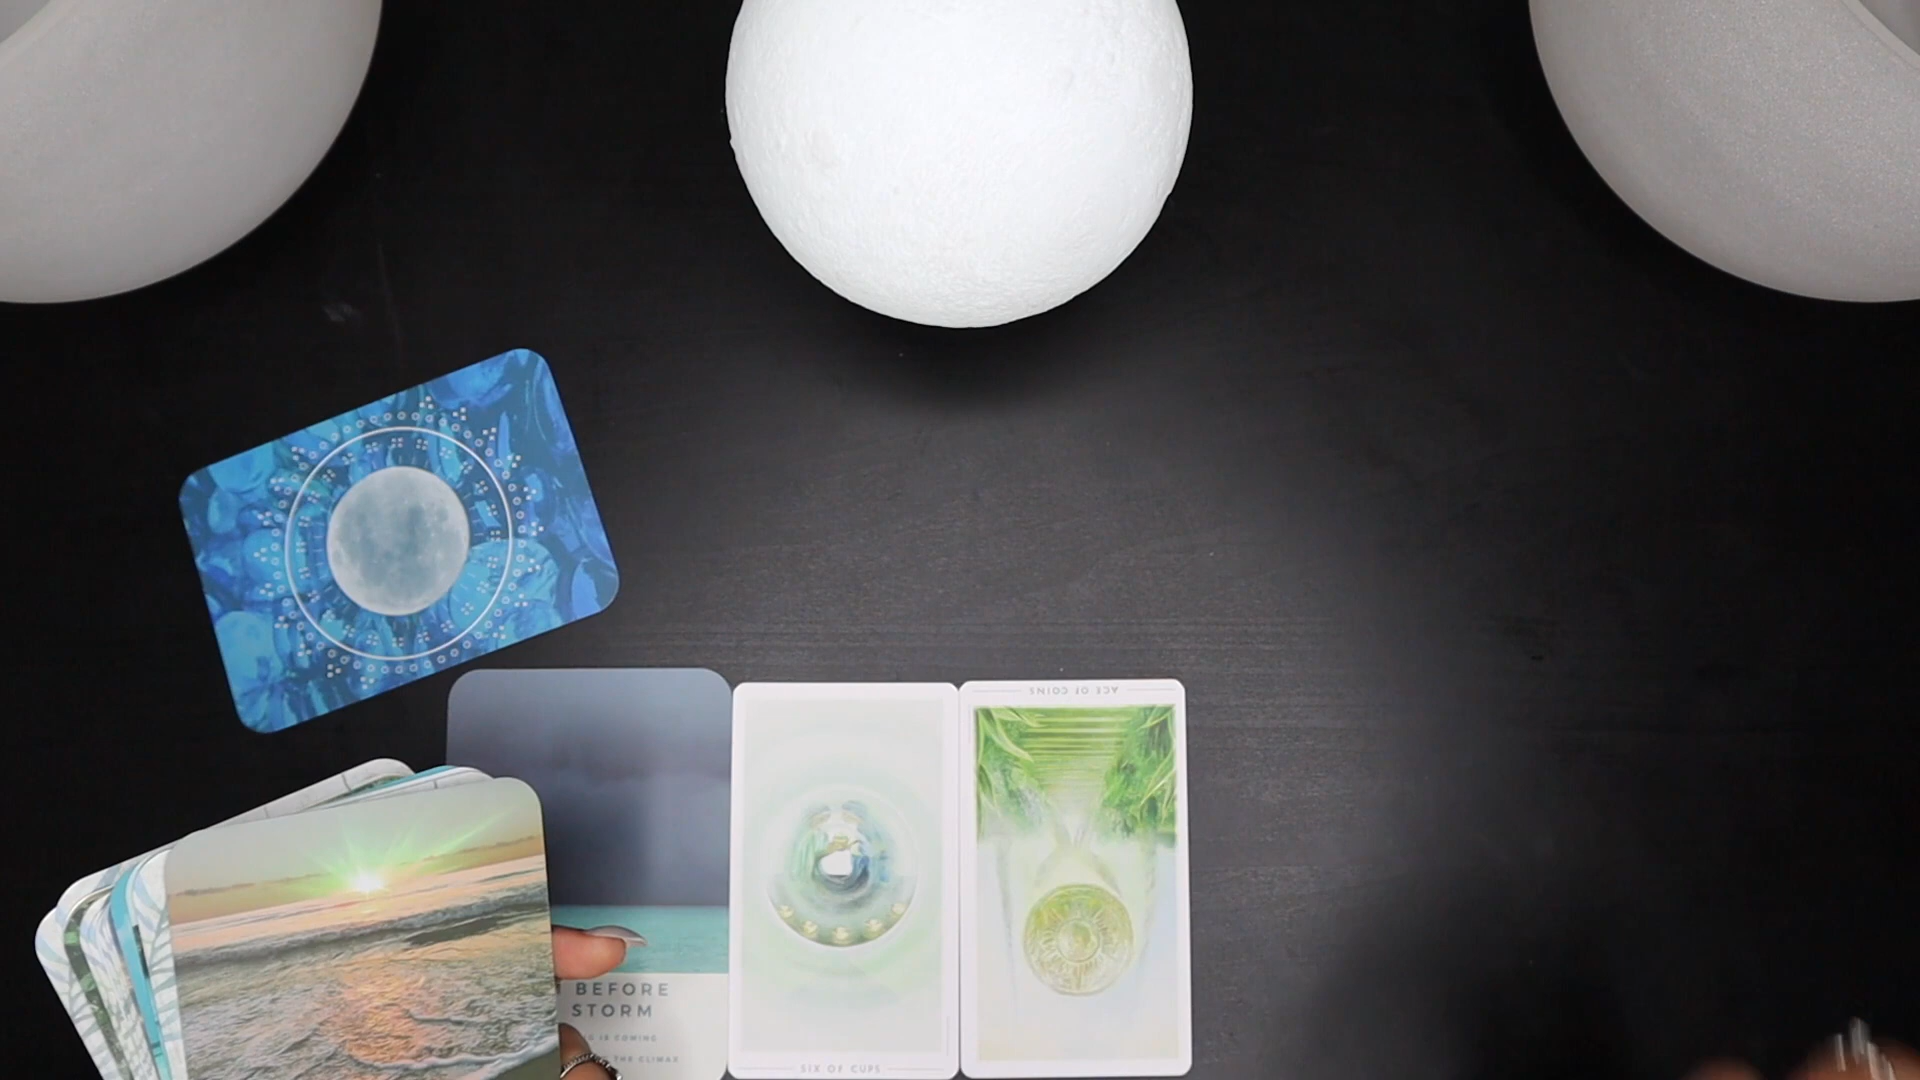 ACE OF COINS
BEFORE
STORM
IS COMING
THE CLIMAX
SIX OF CUPS